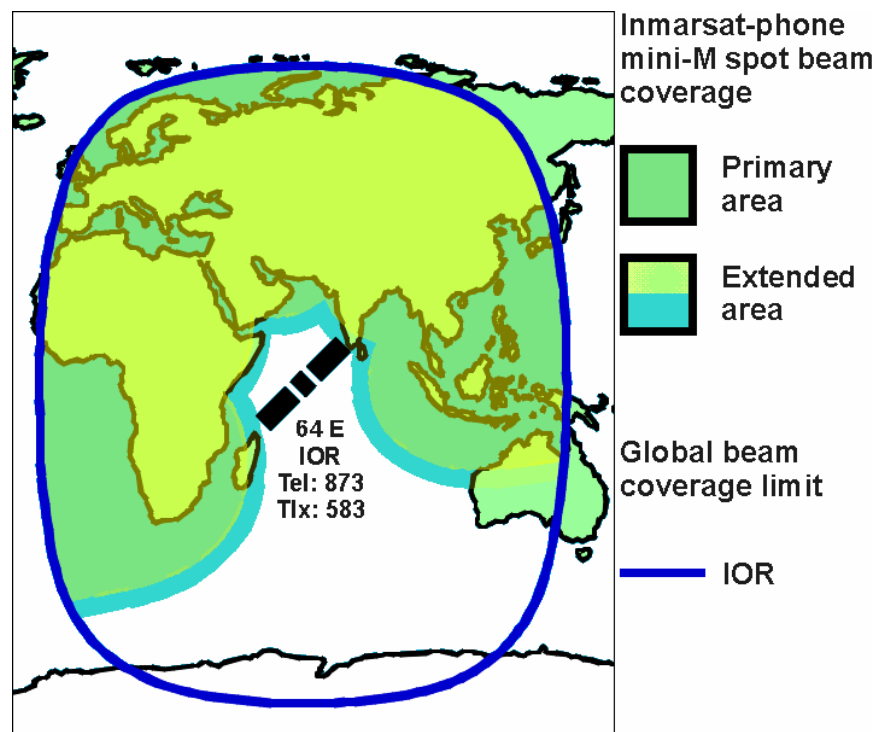 Inmarsat-phone
mini-M spot beam
coverage
Primary
area
Extended
area
64 E
IOR
Tel: 873
Tlx: 583
Global beam
coverage limit
IOR